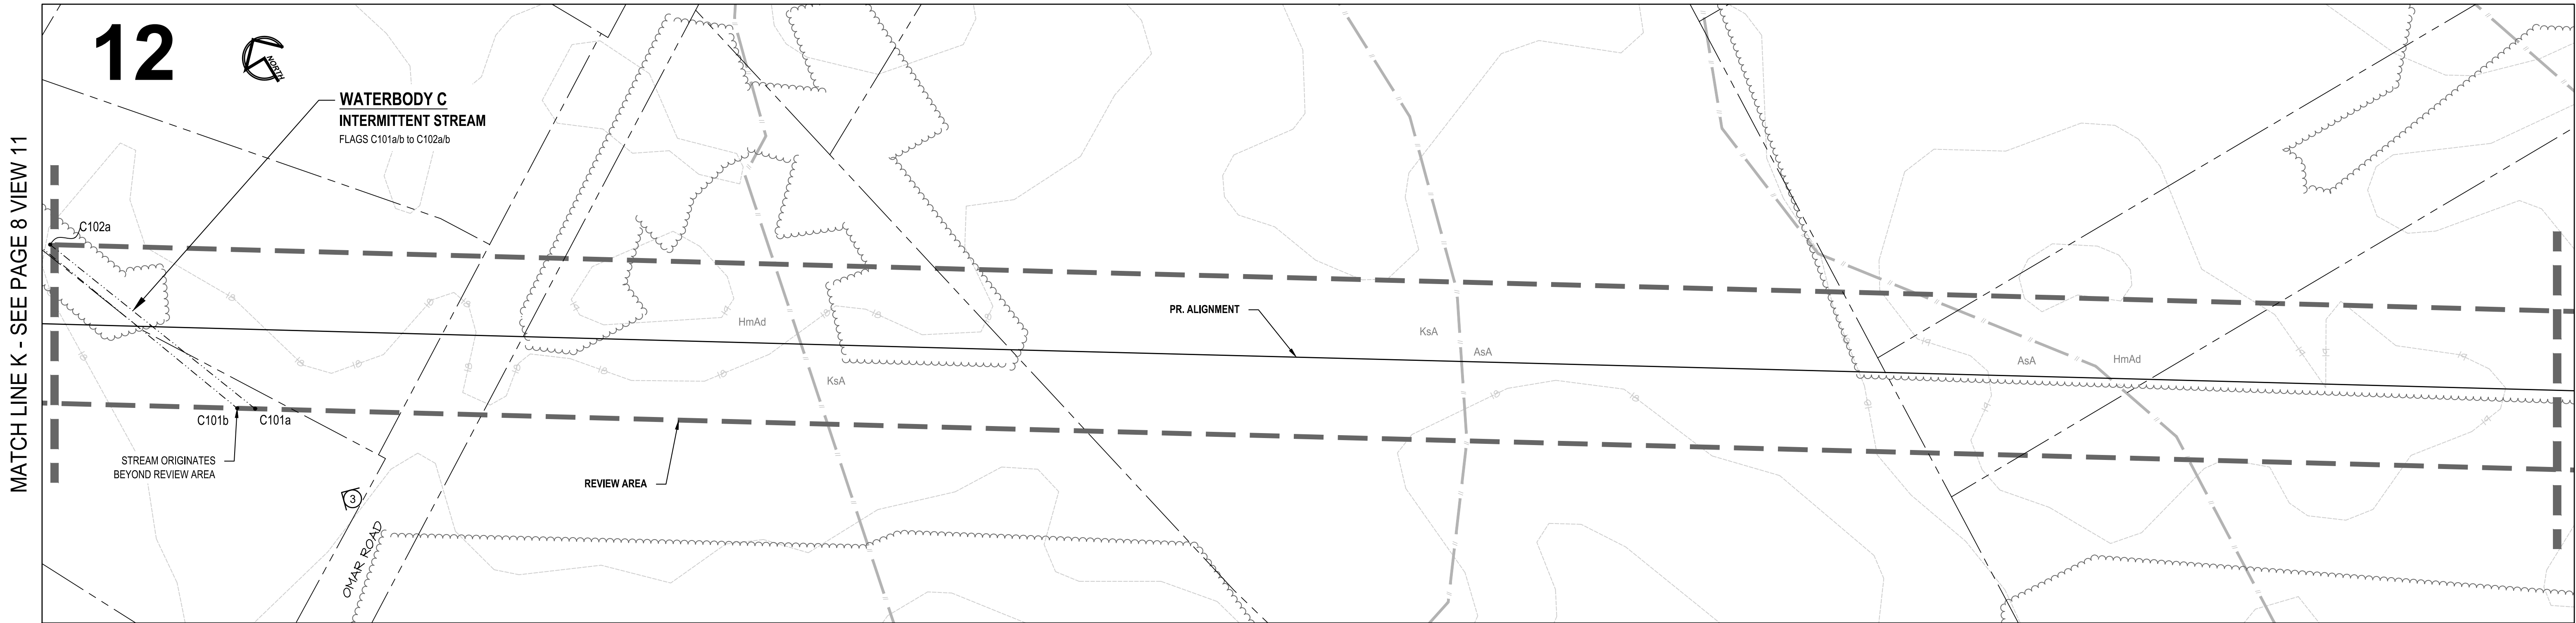 12
NORTH
MATCH LINE K - SEE PAGE 8 VIEW 11
WATERBODY C
INTERMITTENT STREAM
FLAGS C101a/b to C102a/b
C102a
C101b
C101a
STREAM ORIGINATES
BEYOND REVIEW AREA
3
OMAR ROAD
REVIEW AREA
HmAd
KsA
PR. ALIGNMENT
KsA
AsA
AsA
HmAd